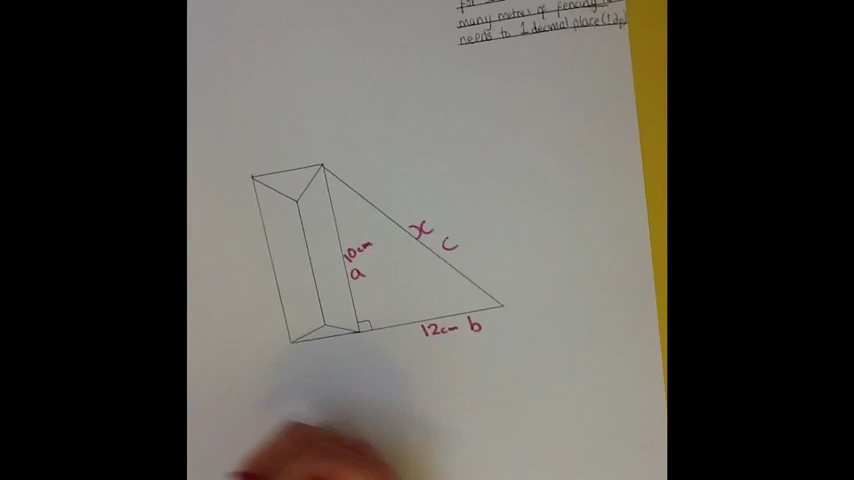 many metres of fencing
needs to 1 decimal place (1dp)
x
c
10cm
a
12cm b